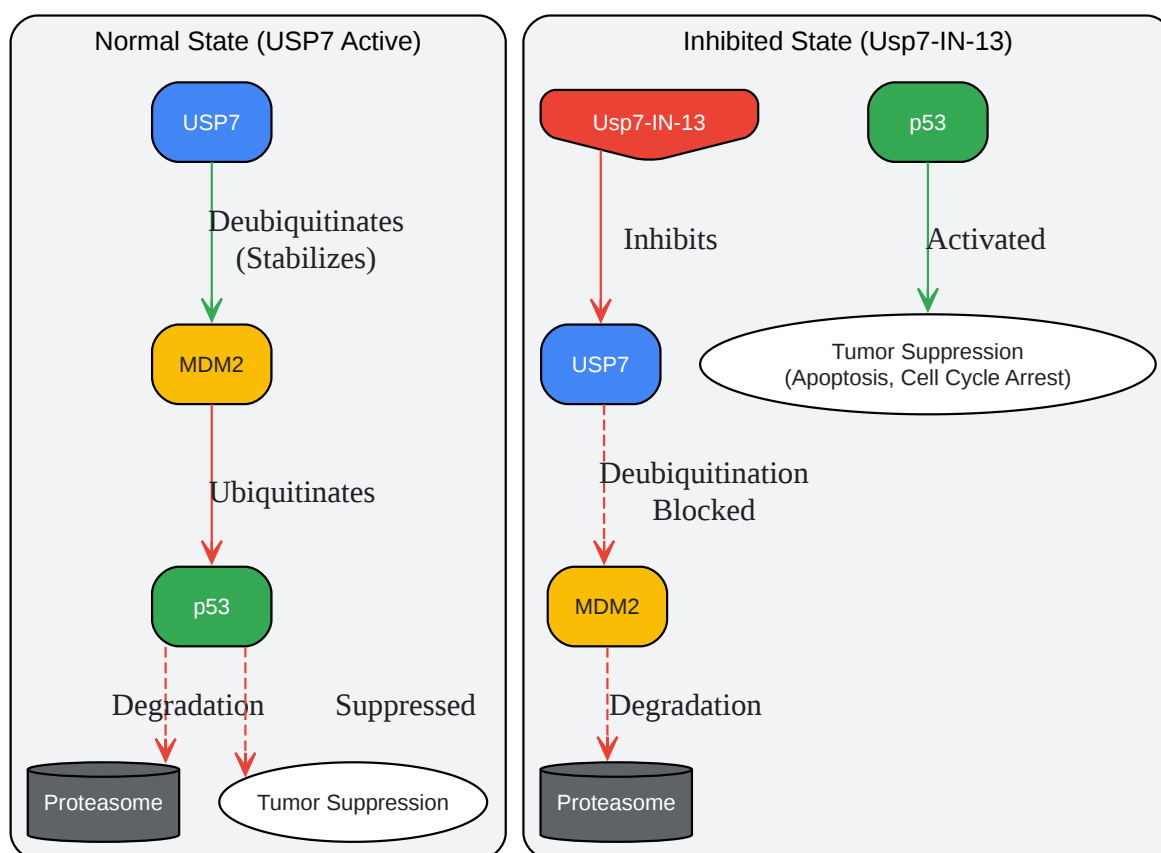 Normal State (USP7 Active)
USP7
Deubiquitinates
(Stabilizes)
MDM2
Ubiquitinates
p53
Degradation
Suppressed
Proteasome
Tumor Suppression
Inhibited State (Usp7-IN-13)
Usp7-IN-13
p53
Inhibits
Activated
USP7
Tumor Suppression
(Apoptosis, Cell Cycle Arrest)
Deubiquitination
Blocked
MDM2
Degradation
Proteasome